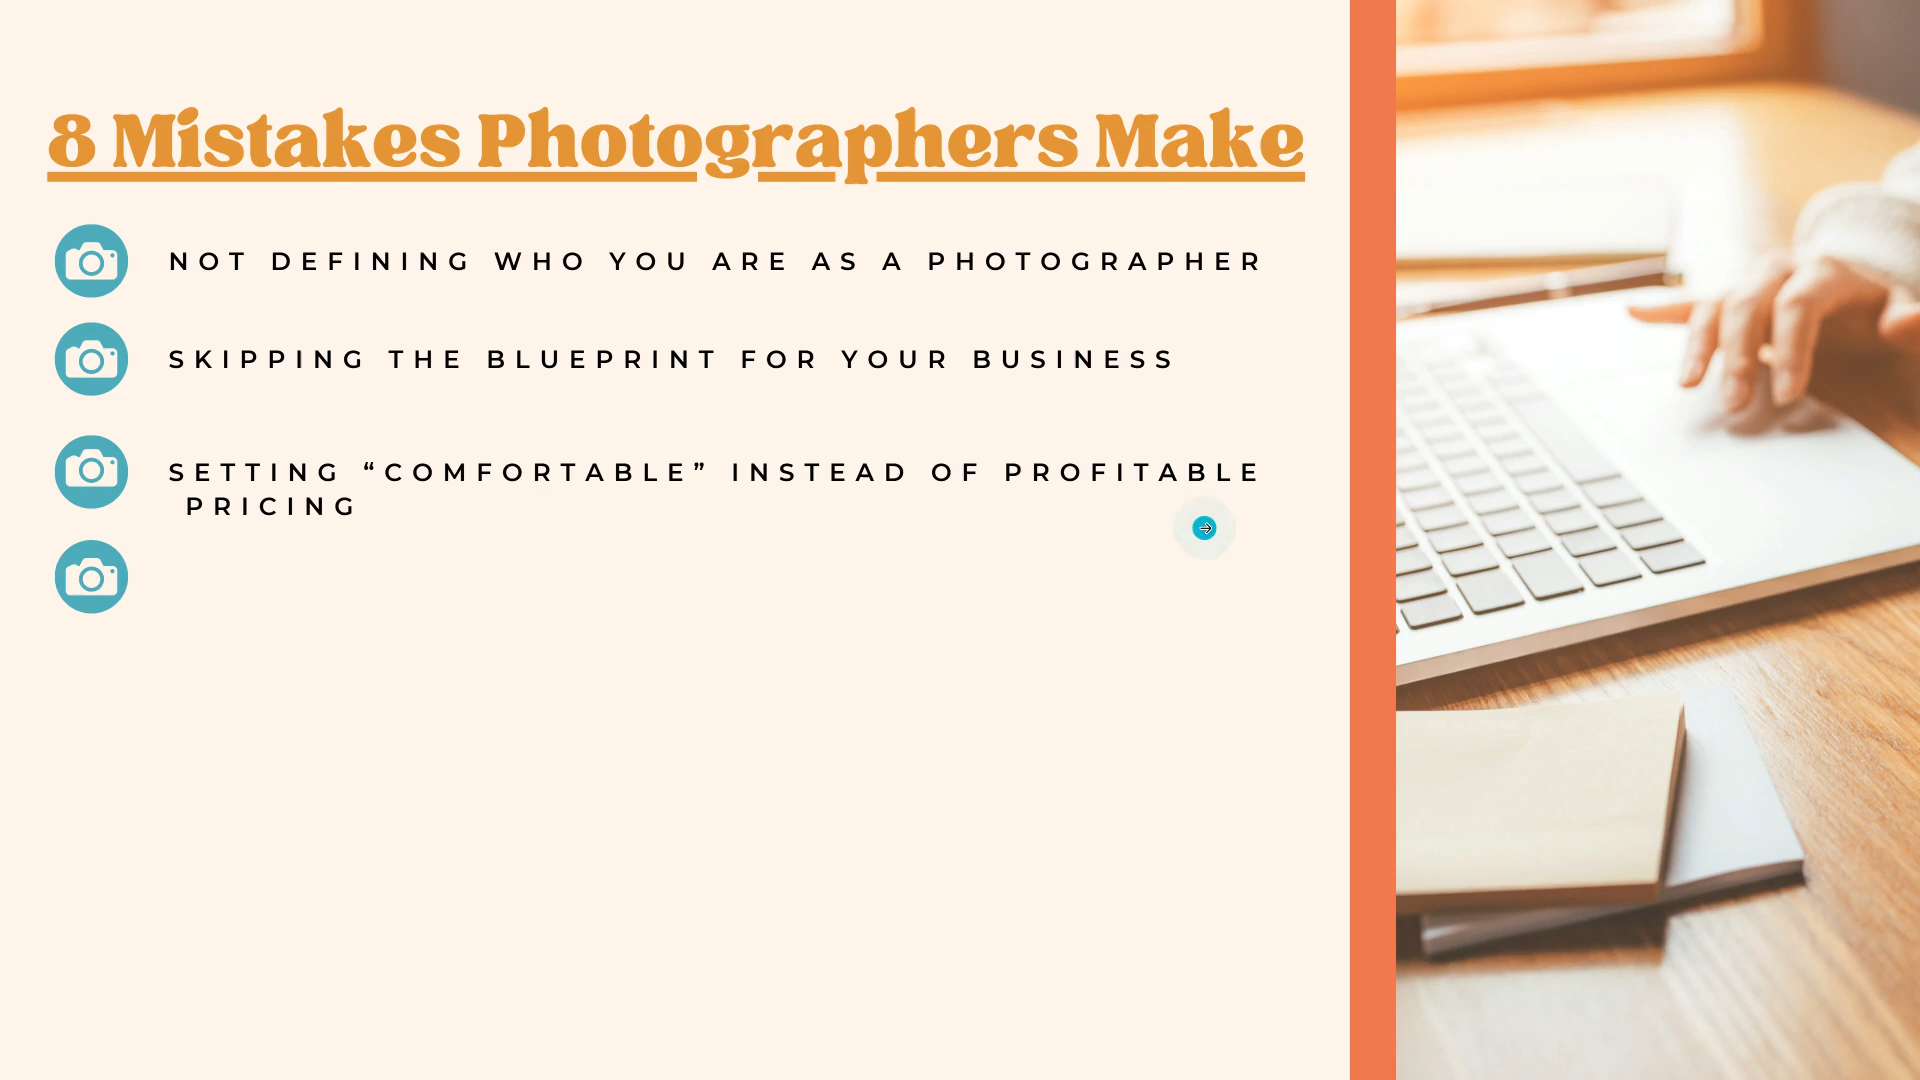 8 Mistakes Photographers Make
NOT DEFINING WHO YOU ARE AS A PHOTOGRAPHER
SKIPPING THE BLUEPRINT FOR YOUR BUSINESS
SETTING “COMFORTABLE” INSTEAD OF PROFITABLE
PRICING